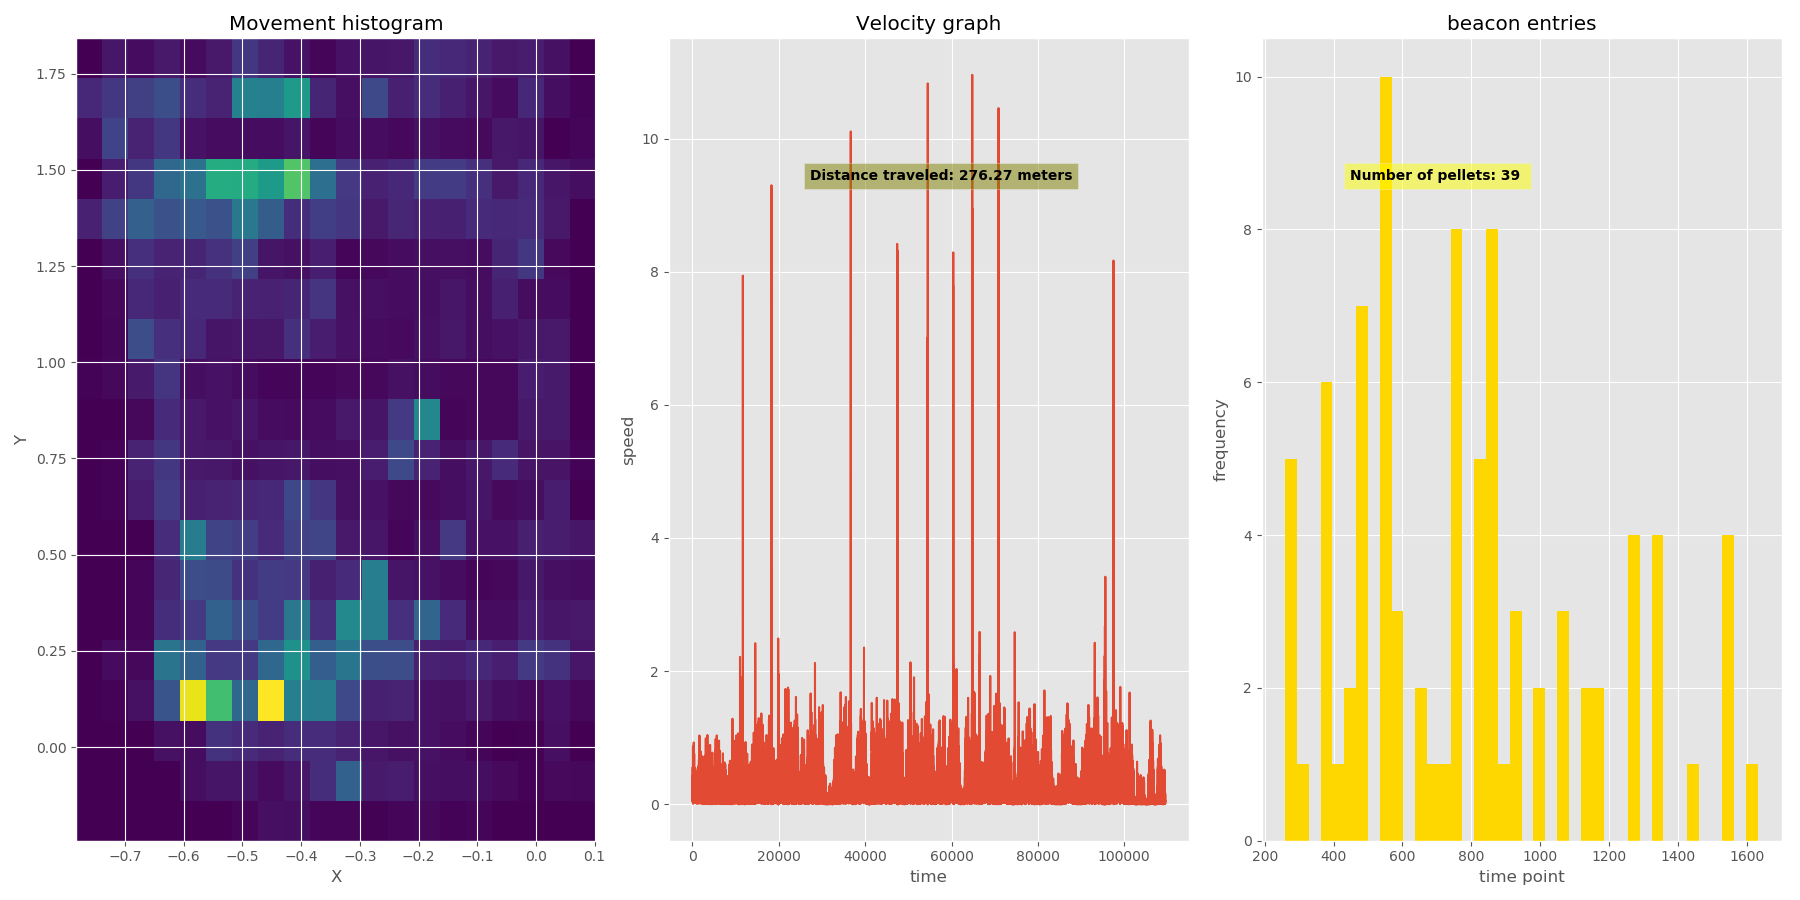 Movement histogram
1.75
1.50
1.25
1.00
0.75
0.50
0.25
0.00
Y
−0.7 −0.6 −0.5 −0.4 −0.3 −0.2 −0.1 0.0 0.1
X
Velocity graph
10
8
6
4
2
0
speed
Distance traveled: 276.27 meters
0 20000 40000 60000 80000 100000
time
beacon entries
10
8
6
4
2
0
frequency
Number of pellets: 39
200 400 600 800 1000 1200 1400 1600
time point